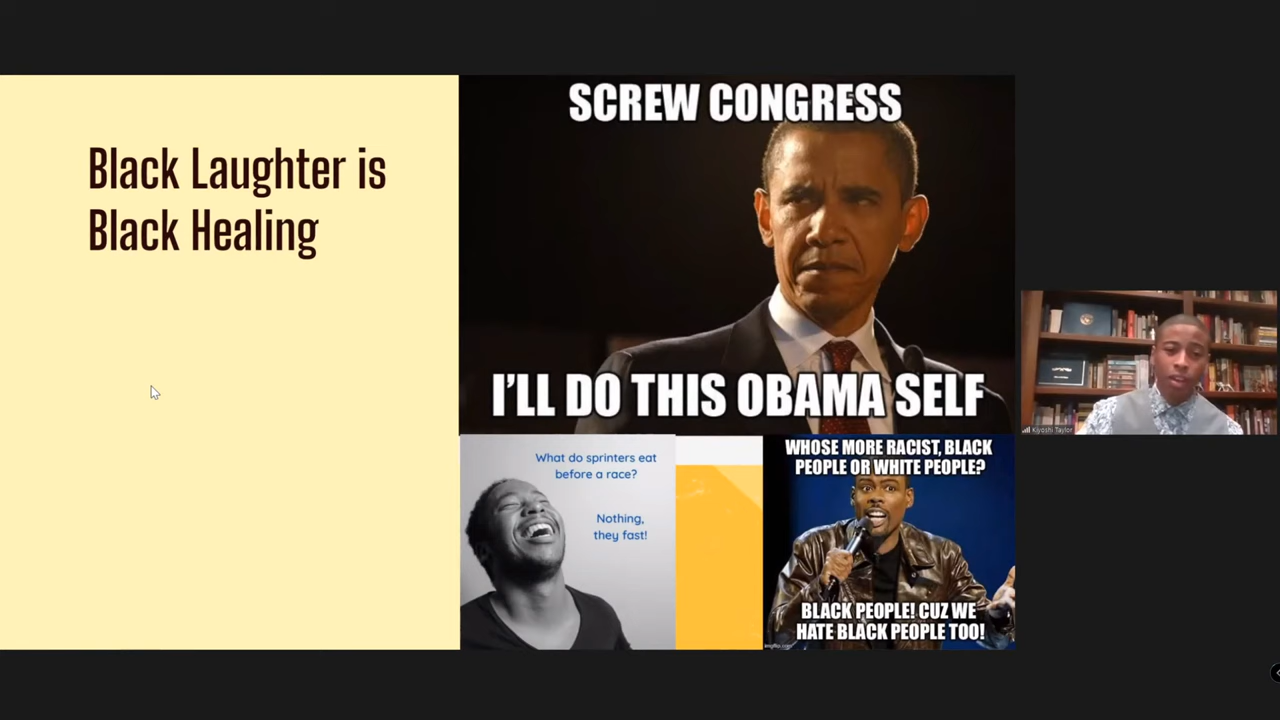 Black Laughter is
Black Healing
SCREW CONGRESS
I'LL DO THIS OBAMA SELF
What do sprinters eat
before a race?
Nothing,
they fast!
WHOSE MORE RACIST, BLACK
PEOPLE OR WHITE PEOPLE?
BLACK PEOPLE! CUZ WE
HATE BLACK PEOPLE TOO!
imgflip.com
Kiyoshi Taylor